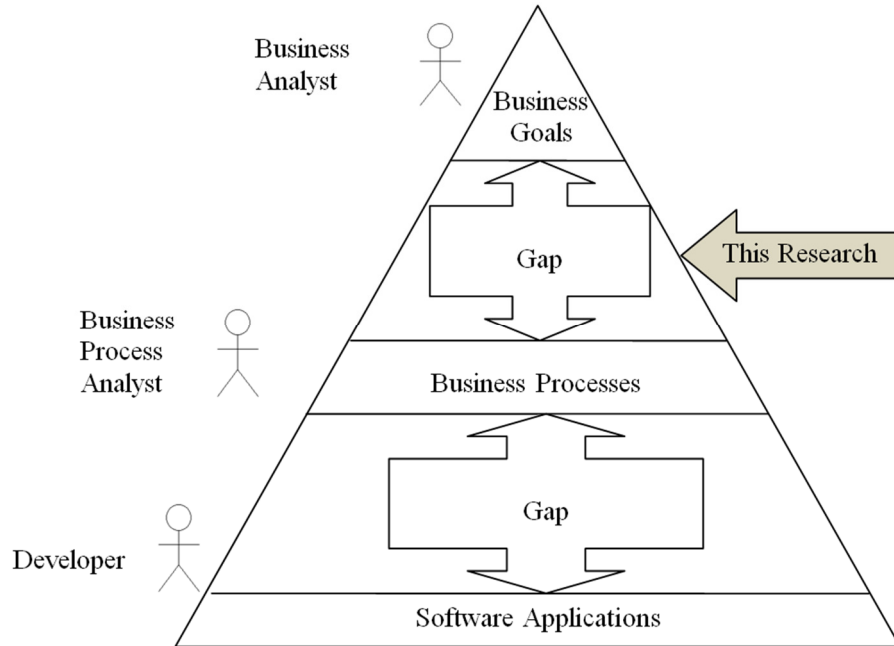 Business
Analyst
Business
Goals
Gap
This Research
Business
Process
Analyst
Business Processes
Gap
Developer
Software Applications